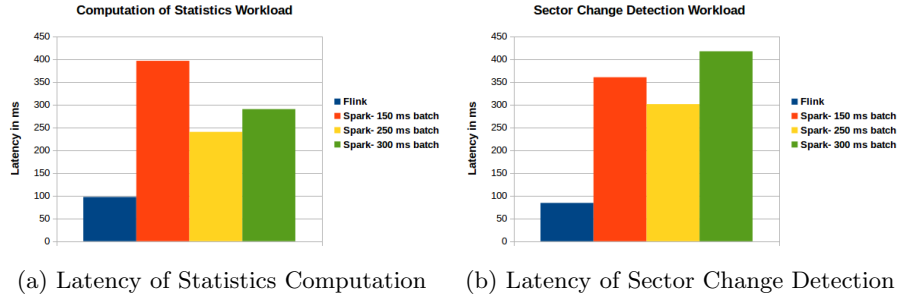 Computation of Statistics Workload
450
400
350
300
250
200
150
100
50
0
Latency in ms
Flink
Spark- 150 ms batch
Spark- 250 ms batch
Spark- 300 ms batch
(a) Latency of Statistics Computation
Sector Change Detection Workload
450
400
350
300
250
200
150
100
50
0
Latency in ms
Flink
Spark- 150 ms batch
Spark- 250 ms batch
Spark- 300 ms batch
(b) Latency of Sector Change Detection